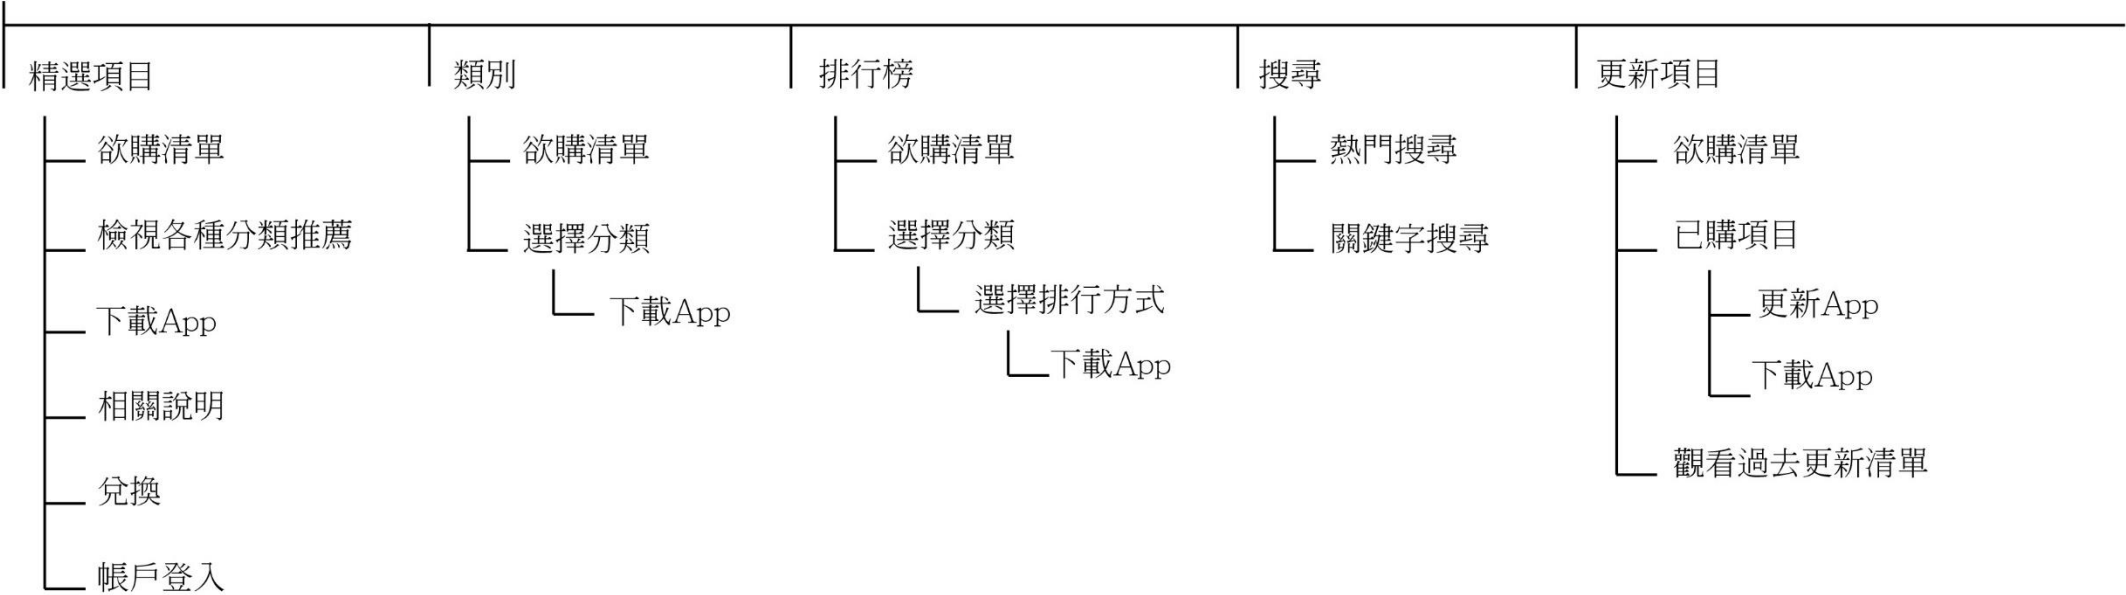 精選項目
欲購清單
檢視各種分類推薦
下載App
相關說明
兌換
帳戶登入
類別
欲購清單
選擇分類
下載App
排行榜
欲購清單
選擇分類
選擇排行方式
下載App
搜尋
熱門搜尋
關鍵字搜尋
更新項目
欲購清單
已購項目
更新App
下載App
觀看過去更新清單